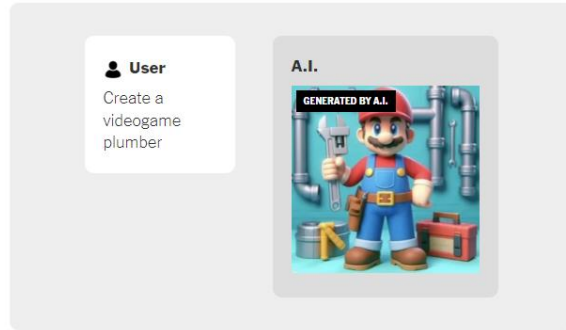 User
Create a
videogame
plumber
A.I.
GENERATED BY A.I.